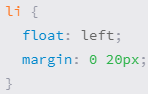 li {
  float: left;
  margin: 0 20px;
}